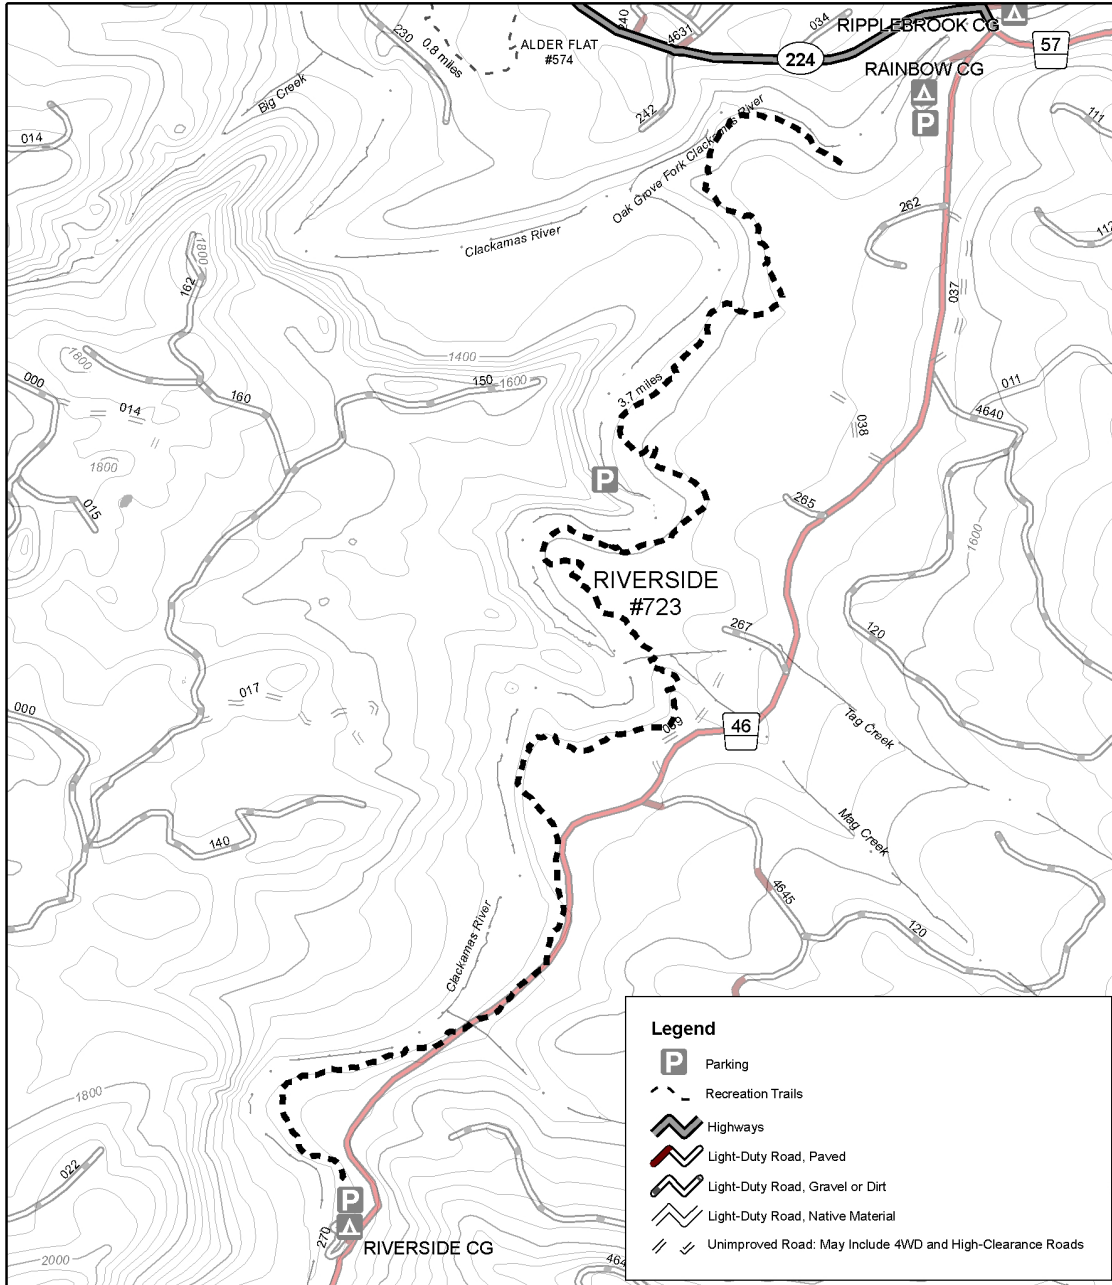 240
034
RIPPLEBROOK CG
230
0.8 miles
4631
ALDER FLAT
#574
224
57
RAINBOW CG
Big Creek
P
242
111
014
Oak Grove Fork Clackamas River
262
112
Clackamas River
1800
162
037
1800
1400
000
014
160
150
1600
3.7 miles
011
4640
038
1800
015
P
265
1600
RIVERSIDE
#723
267
120
017
000
Tag Creek
46
Mag Creek
140
4645
120
Clackamas River
1800
022
P
270
RIVERSIDE CG
2000
464
Legend
P Parking
Recreation Trails
Highways
Light-Duty Road, Paved
Light-Duty Road, Gravel or Dirt
Light-Duty Road, Native Material
Unimproved Road: May Include 4WD and High-Clearance Roads